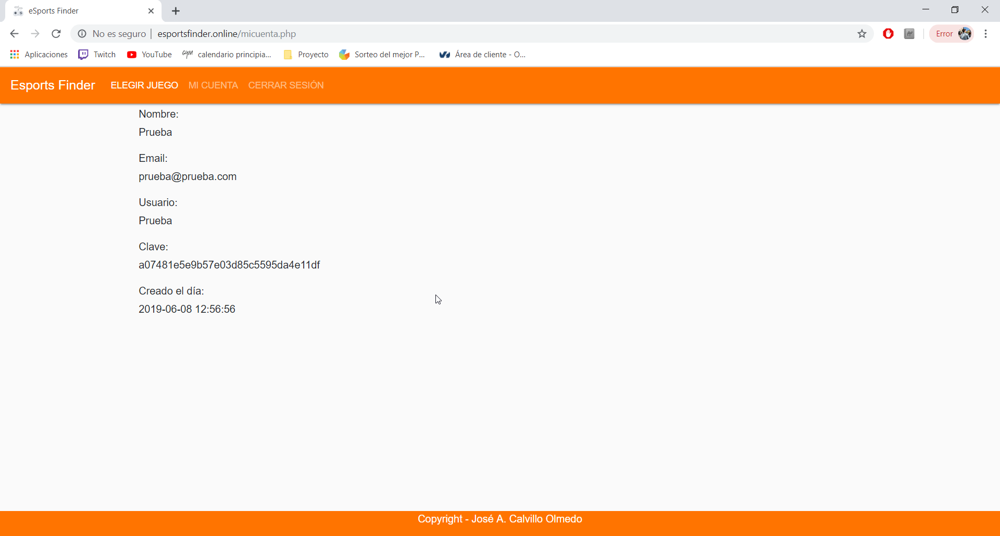 eSports Finder
No es seguro | esportsfinder.online/micuenta.php
Error
Aplicaciones Twitch YouTube GYM calendario principia... Proyecto Sorteo del mejor P... Área de cliente - O...
Esports Finder ELEGIR JUEGO MI CUENTA CERRAR SESIÓN
Nombre:
Prueba
Email:
prueba@prueba.com
Usuario:
Prueba
Clave:
a07481e5e9b57e03d85c5595da4e11df
Creado el día:
2019-06-08 12:56:56
Copyright - José A. Calvillo Olmedo